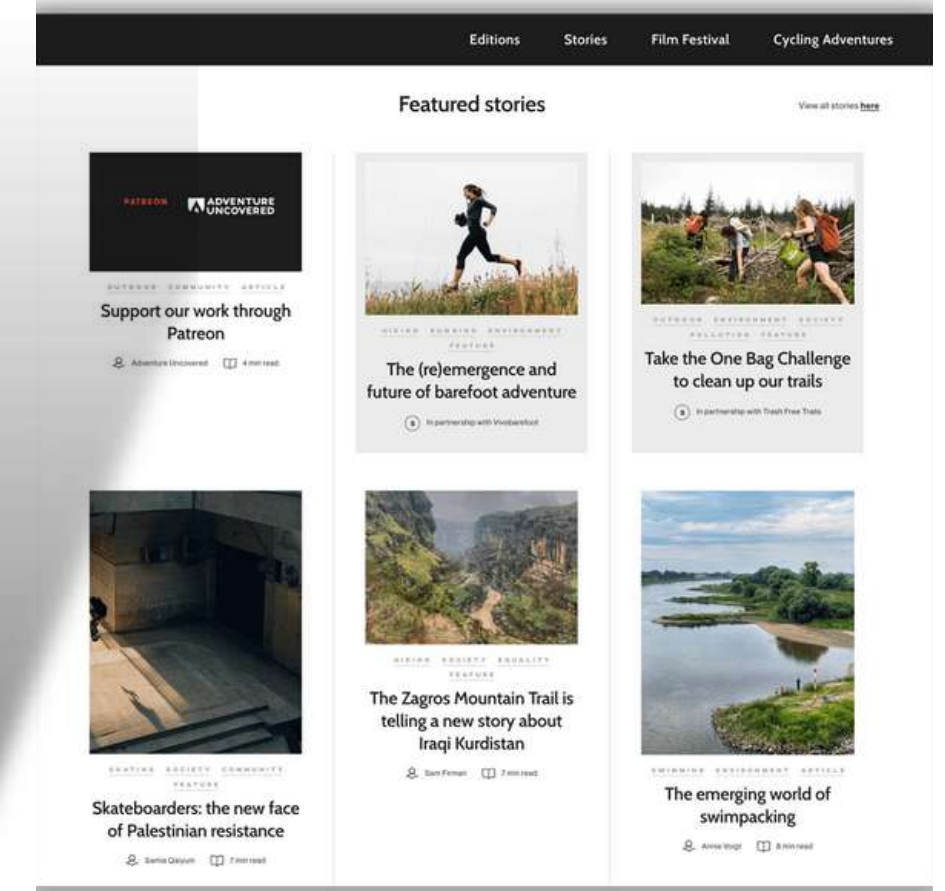 Editions Stories Film Festival Cycling Adventures
Featured stories
View all stories here
PATREON ADVENTURE
UNCOVERED
OUTDOOR COMMUNITY ARTICLE
Support our work through
Patreon
Adventure Uncovered 4 min read
HIKING RUNNING ENVIRONMENT
FEATURE
The (re)emergence and
future of barefoot adventure
S In partnership with Vivobarefoot
OUTDOOR ENVIRONMENT SOCIETY
POLLUTION FEATURE
Take the One Bag Challenge
to clean up our trails
S In partnership with Trash Free Trails
SKATING SOCIETY COMMUNITY
FEATURE
Skateboarders: the new face
of Palestinian resistance
7 min read
HIKING SOCIETY EQUALITY
FEATURE
The Zagros Mountain Trail is
telling a new story about
Iraqi Kurdistan
Sam Firman 7 min read
SWIMMING ENVIRONMENT ARTICLE
The emerging world of
swimpacking
Annie Voigt 8 min read